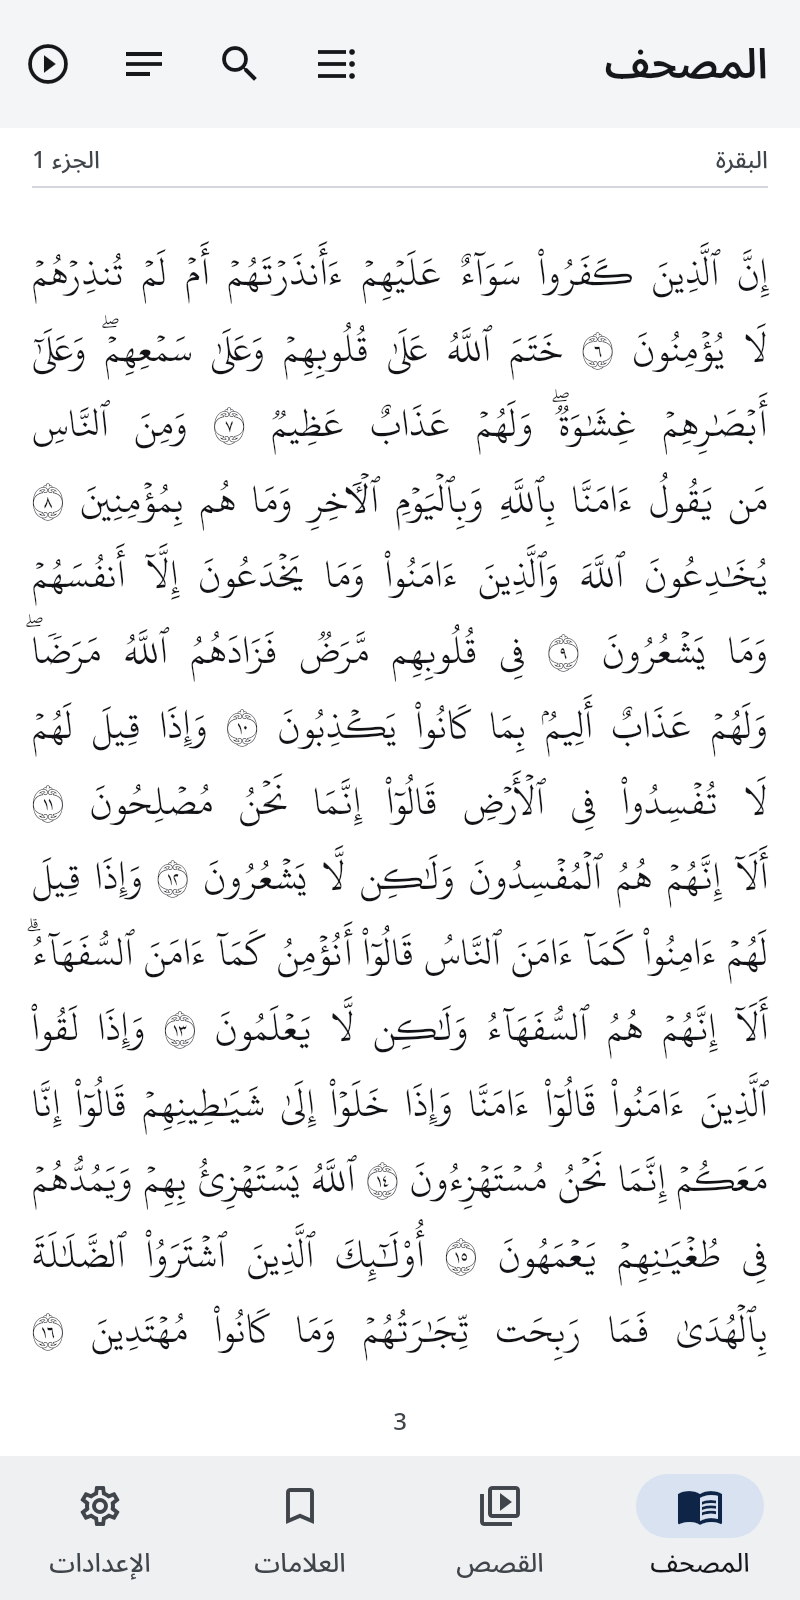 المصحف
البقرة
الجزء 1
إِنَّ ٱلَّذِينَ كَفَرُوا۟ سَوَآءٌ عَلَيْهِمْ ءَأَنذَرْتَهُمْ أَمْ لَمْ تُنذِرْهُمْ
لَا يُؤْمِنُونَ ٦ خَتَمَ ٱللَّهُ عَلَىٰ قُلُوبِهِمْ وَعَلَىٰ سَمْعِهِمْ ۖ وَعَلَىٰٓ
أَبْصَـٰرِهِمْ غِشَـٰوَةٌ ۖ وَلَهُمْ عَذَابٌ عَظِيمٌ ٧ وَمِنَ ٱلنَّاسِ
مَن يَقُولُ ءَامَنَّا بِٱللَّهِ وَبِٱلْيَوْمِ ٱلْـَٔاخِرِ وَمَا هُم بِمُؤْمِنِينَ ٨
يُخَـٰدِعُونَ ٱللَّهَ وَٱلَّذِينَ ءَامَنُوا۟ وَمَا يَخْدَعُونَ إِلَّآ أَنفُسَهُمْ
وَمَا يَشْعُرُونَ ٩ فِى قُلُوبِهِم مَّرَضٌ فَزَادَهُمُ ٱللَّهُ مَرَضًا ۖ
وَلَهُمْ عَذَابٌ أَلِيمٌۢ بِمَا كَانُوا۟ يَكْذِبُونَ ١٠ وَإِذَا قِيلَ لَهُمْ
لَا تُفْسِدُوا۟ فِى ٱلْأَرْضِ قَالُوٓا۟ إِنَّمَا نَحْنُ مُصْلِحُونَ ١١
أَلَآ إِنَّهُمْ هُمُ ٱلْمُفْسِدُونَ وَلَـٰكِن لَّا يَشْعُرُونَ ١٢ وَإِذَا قِيلَ
لَهُمْ ءَامِنُوا۟ كَمَآ ءَامَنَ ٱلنَّاسُ قَالُوٓا۟ أَنُؤْمِنُ كَمَآ ءَامَنَ ٱلسُّفَهَآءُ ۗ
أَلَآ إِنَّهُمْ هُمُ ٱلسُّفَهَآءُ وَلَـٰكِن لَّا يَعْلَمُونَ ١٣ وَإِذَا لَقُوا۟
ٱلَّذِينَ ءَامَنُوا۟ قَالُوٓا۟ ءَامَنَّا وَإِذَا خَلَوْا۟ إِلَىٰ شَيَـٰطِينِهِمْ قَالُوٓا۟ إِنَّا
مَعَكُمْ إِنَّمَا نَحْنُ مُسْتَهْزِءُونَ ١٤ ٱللَّهُ يَسْتَهْزِئُ بِهِمْ وَيَمُدُّهُمْ
فِى طُغْيَـٰنِهِمْ يَعْمَهُونَ ١٥ أُو۟لَـٰٓئِكَ ٱلَّذِينَ ٱشْتَرَوُا۟ ٱلضَّلَـٰلَةَ
بِٱلْهُدَىٰ فَمَا رَبِحَت تِّجَـٰرَتُهُمْ وَمَا كَانُوا۟ مُهْتَدِينَ ١٦
3
المصحف
القصص
العلامات
الإعدادات